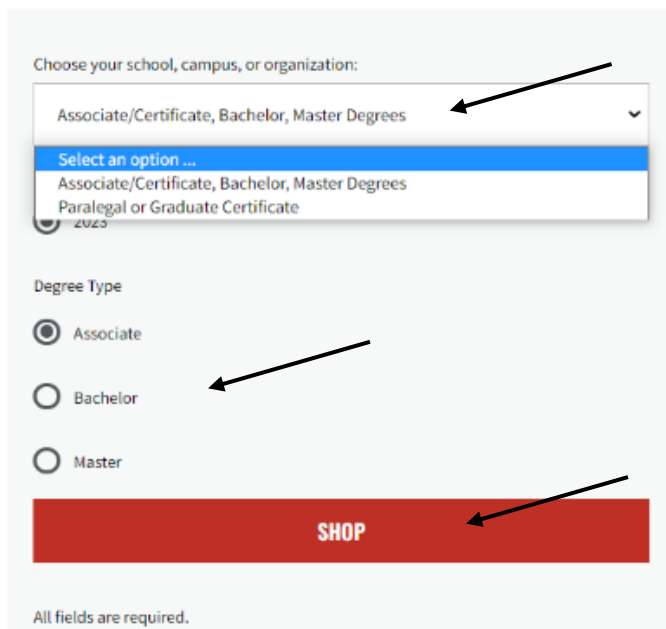 Choose your school, campus, or organization:
Associate/Certificate, Bachelor, Master Degrees
Select an option ...
Associate/Certificate, Bachelor, Master Degrees
Paralegal or Graduate Certificate
2023
Degree Type
Associate
Bachelor
Master
SHOP
All fields are required.